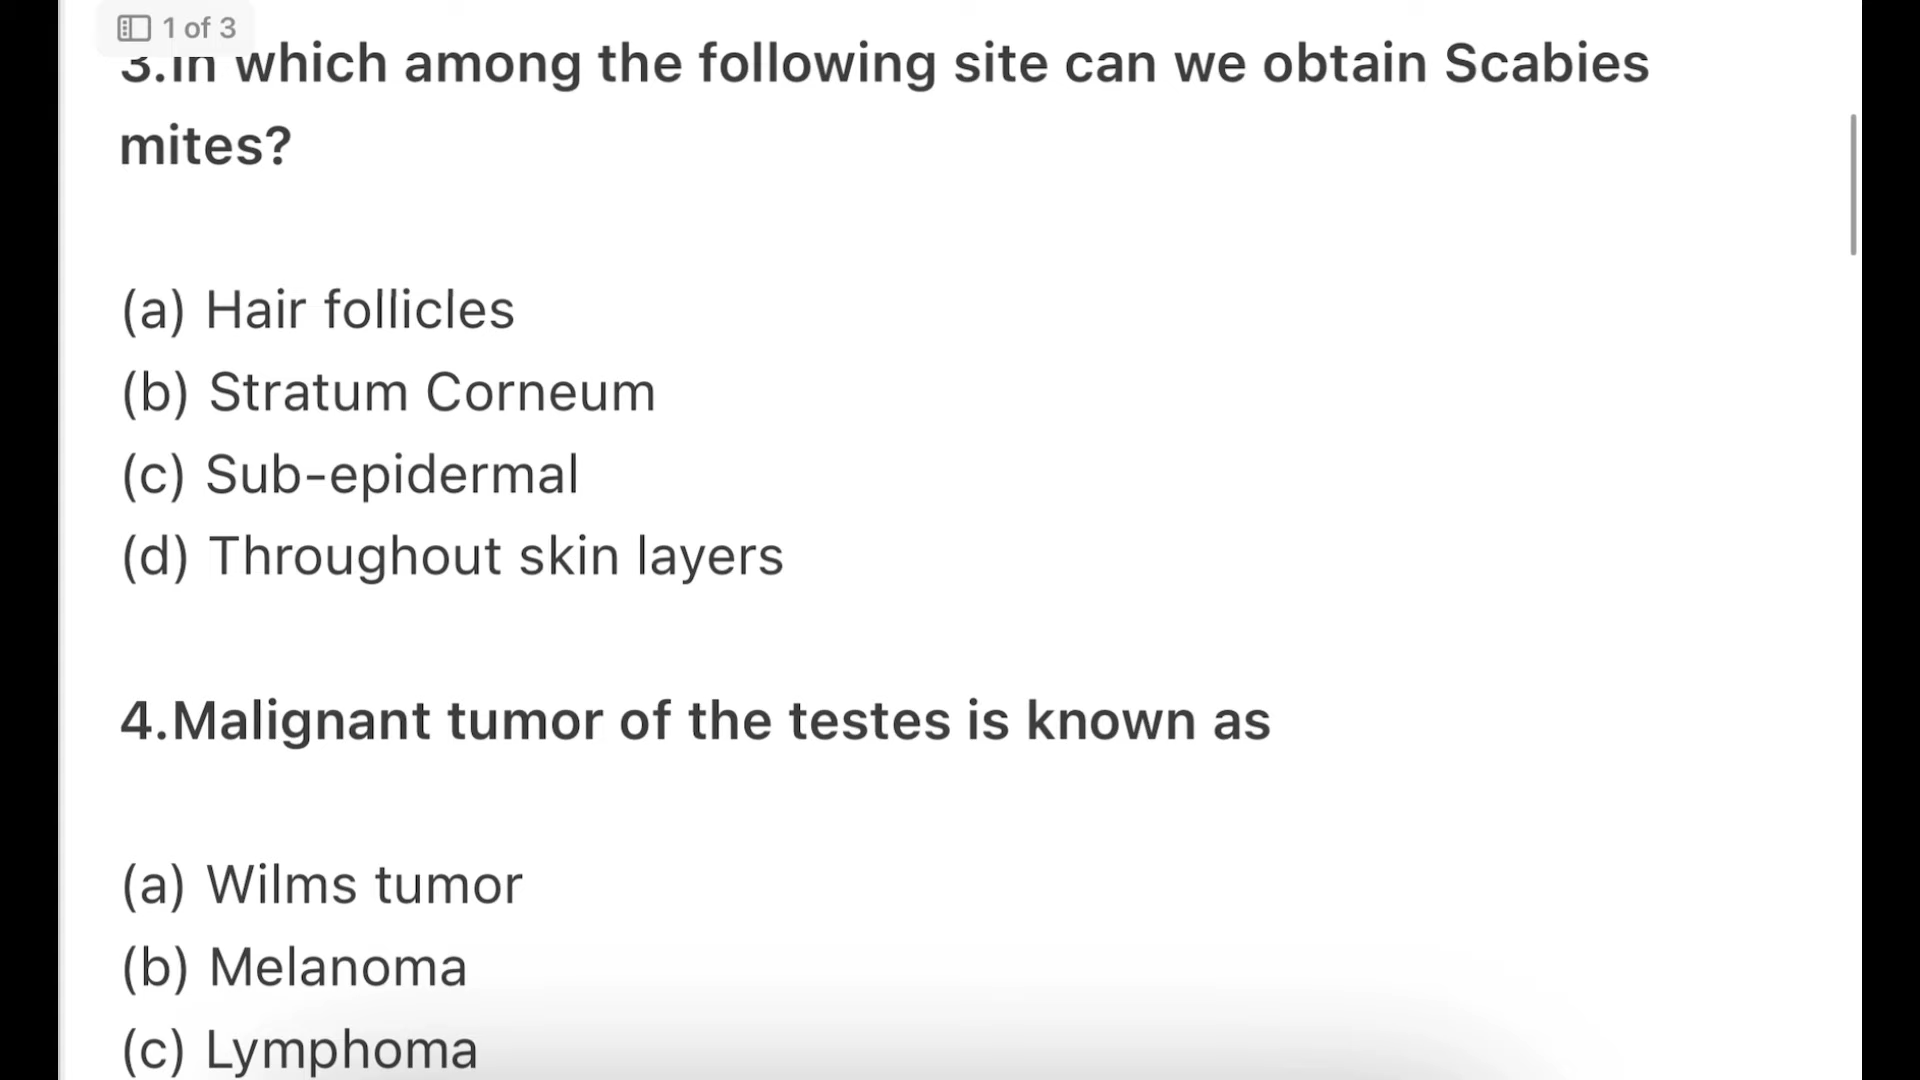 1 of 3
3.In which among the following site can we obtain Scabies
mites?
(a) Hair follicles
(b) Stratum Corneum
(c) Sub-epidermal
(d) Throughout skin layers
4.Malignant tumor of the testes is known as
(a) Wilms tumor
(b) Melanoma
(c) Lymphoma